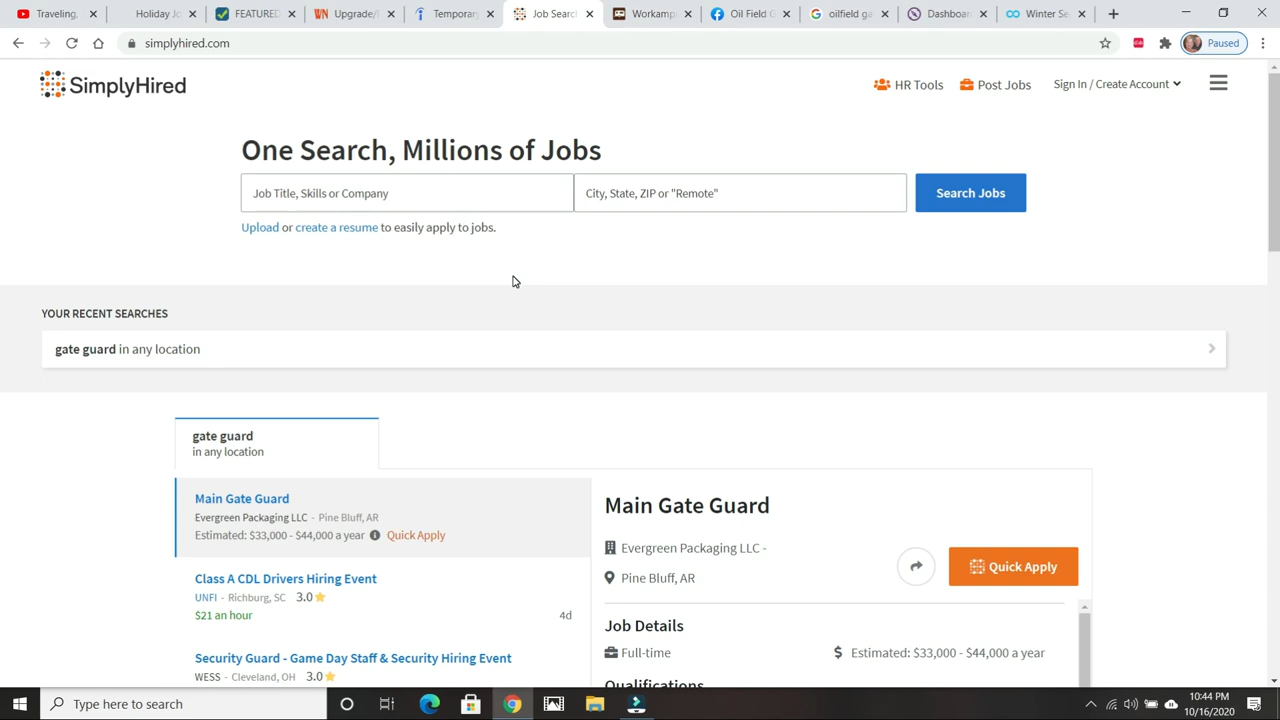 Traveling,
Holiday Jo
FEATURED
Upgrade/
Temporary
Job Search
Workamp
Oil Field G
oilfield ga
Dashboar
Winter Se
simplyhired.com
Paused
SimplyHired
HR Tools
Post Jobs
Sign In / Create Account
One Search, Millions of Jobs
Job Title, Skills or Company
City, State, ZIP or "Remote"
Search Jobs
Upload or create a resume to easily apply to jobs.
YOUR RECENT SEARCHES
gate guard in any location
gate guard
in any location
Main Gate Guard
Evergreen Packaging LLC - Pine Bluff, AR
Estimated: $33,000 - $44,000 a year Quick Apply
Class A CDL Drivers Hiring Event
UNFI - Richburg, SC 3.0
$21 an hour 4d
Security Guard - Game Day Staff & Security Hiring Event
WESS - Cleveland, OH 3.0
Main Gate Guard
Evergreen Packaging LLC -
Pine Bluff, AR
Quick Apply
Job Details
Full-time
$ Estimated: $33,000 - $44,000 a year
Qualifications
Type here to search
10:44 PM
10/16/2020